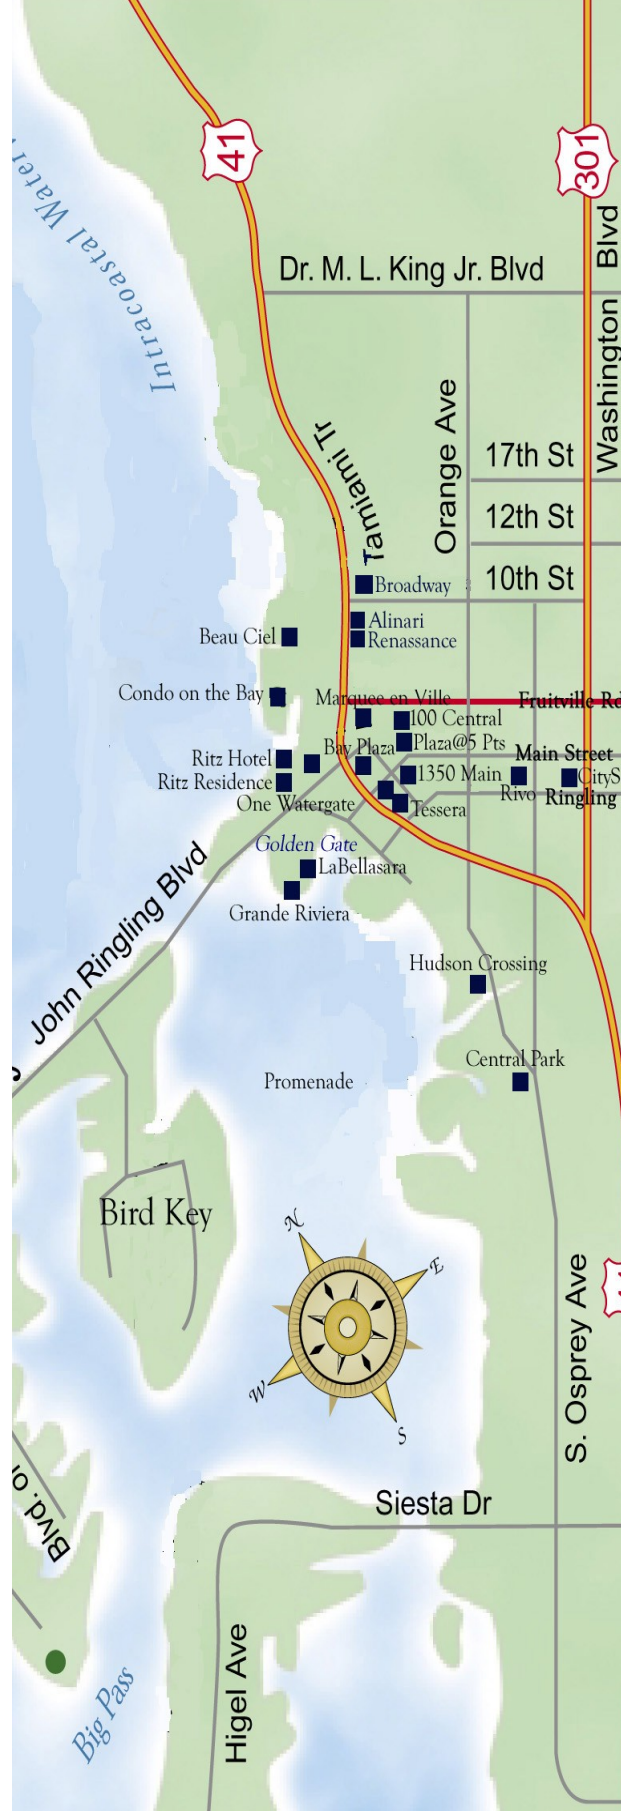 41
301
Intracoastal Water
Blvd
Washington
Dr. M. L. King Jr. Blvd
Tamiami Tr
Orange Ave
17th St
12th St
10th St
Broadway
Alinari
Renassance
Beau Ciel
Condo on the Bay
Marquee en Ville
Fruitville Rd
100 Central
Plaza@5 Pts
Bay Plaza
Main Street
Ritz Hotel
1350 Main
CityS
Ritz Residence
Rivo
Ringling
One Watergate
Tessera
Golden Gate
LaBellasara
Grande Riviera
John Ringling Blvd
Hudson Crossing
Central Park
Promenade
Bird Key
N
E
W
S
S. Osprey Ave
Blvd. of
Siesta Dr
Higel Ave
Big Pass